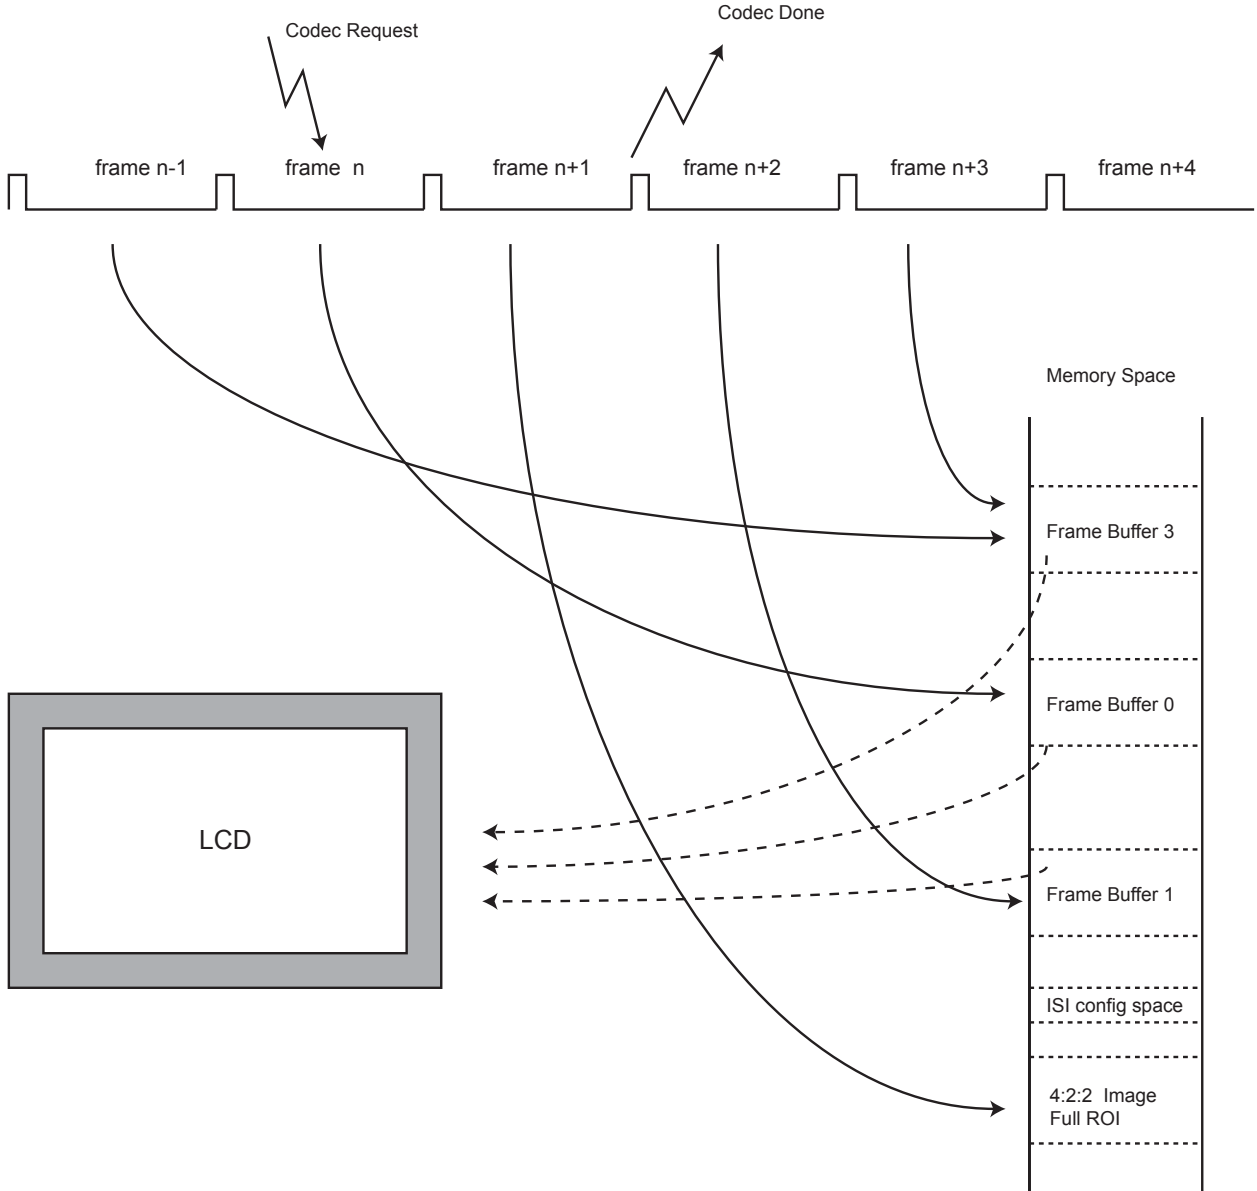 Codec Done
Codec Request
frame n-1
frame n
frame n+1
frame n+2
frame n+3
frame n+4
Memory Space
Frame Buffer 3
Frame Buffer 0
LCD
Frame Buffer 1
ISI config space
4:2:2 Image
Full ROI